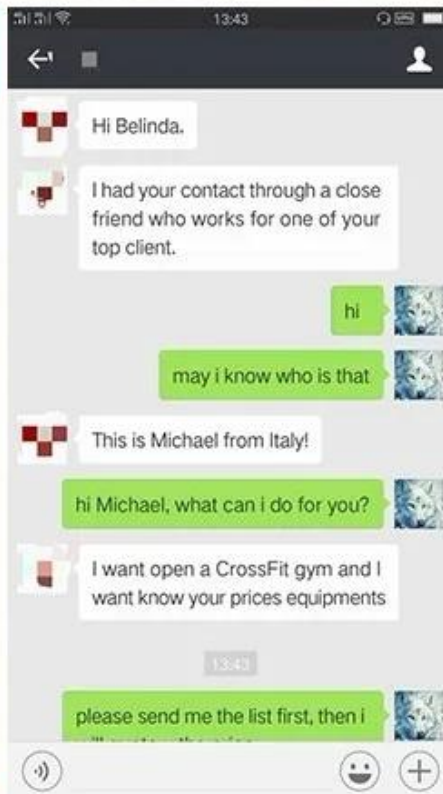 13:43
Hi Belinda.
I had your contact through a close
friend who works for one of your
top client.
hi
may i know who is that
This is Michael from Italy!
hi Michael, what can i do for you?
I want open a CrossFit gym and I
want know your prices equipments
13:43
please send me the list first, then i